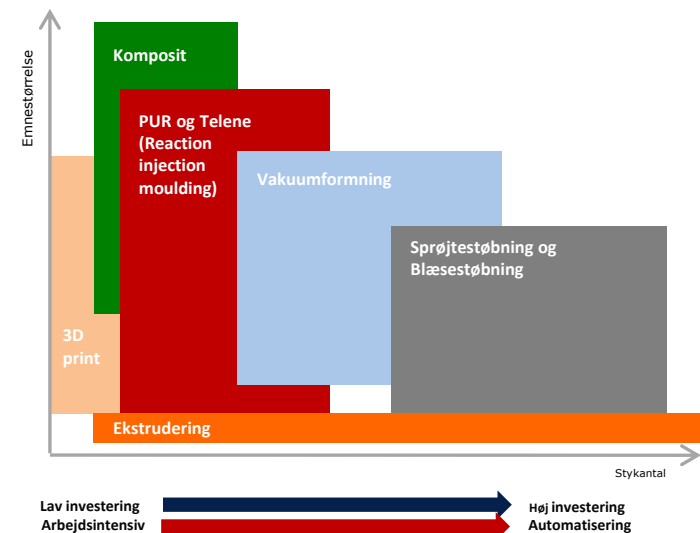 Emnestørrelse
Komposit
PUR og Telene
(Reaction
injection
moulding)
Vakuumformning
Sprøjtestøbning og
Blæsestøbning
3D
print
Ekstrudering
Stykantal
Lav investering
Høj investering
Arbejdsintensiv
Automatisering